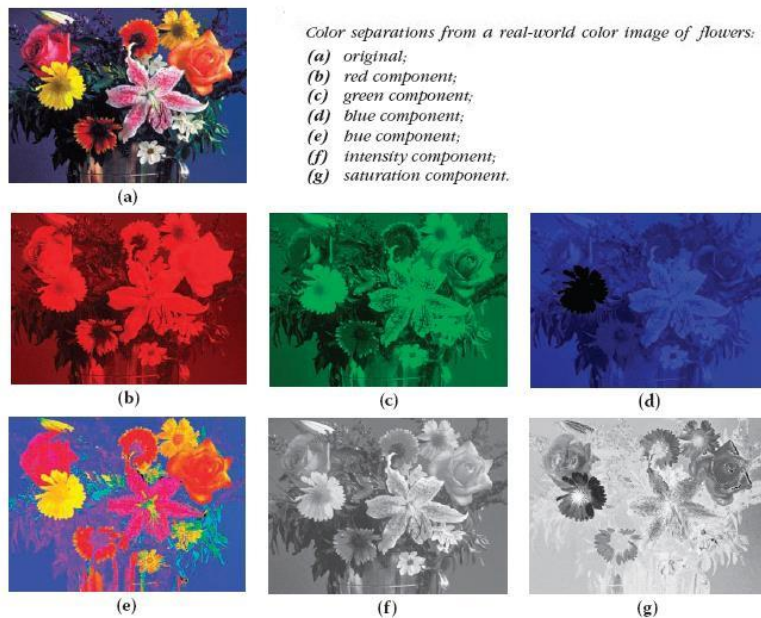 Color separations from a real-world color image of flowers:
(a) original;
(b) red component;
(c) green component;
(d) blue component;
(e) hue component;
(f) intensity component;
(g) saturation component.
(a)
(b)
(c)
(d)
(e)
(f)
(g)